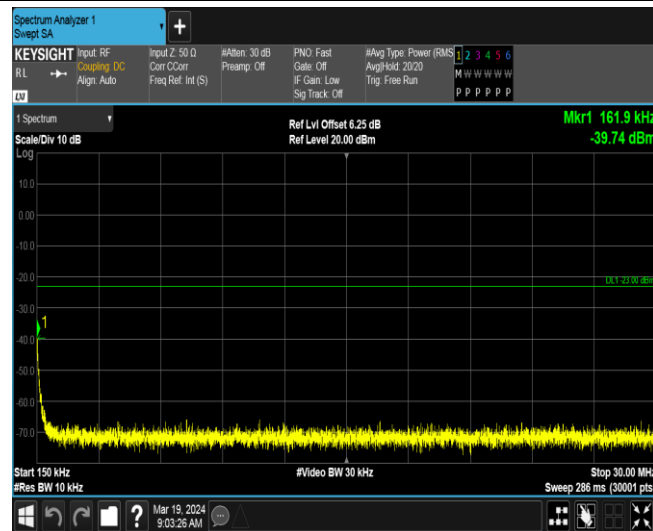 Spectrum Analyzer 1
Swept SA
+
KEYSIGHT
RL
LXI
Input: RF
Coupling: DC
Align: Auto
Input Z: 50 Ω
Corr CCorr
Freq Ref: Int (S)
#Atten: 30 dB
Preamp: Off
PNO: Fast
Gate: Off
IF Gain: Low
Sig Track: Off
#Avg Type: Power (RMS
Avg|Hold: 20/20
Trig: Free Run
1 2 3 4 5 6
M W W W W W
P P P P P P
1 Spectrum
Scale/Div 10 dB
Log
Ref Lvl Offset 6.25 dB
Ref Level 20.00 dBm
Mkr1 161.9 kHz
-39.74 dBm
10.0
0.00
-10.0
-20.0
DL1 -23.00 dBm
-30.0
1
-40.0
-50.0
-60.0
-70.0
Start 150 kHz
#Res BW 10 kHz
#Video BW 30 kHz
Stop 30.00 MHz
Sweep 286 ms (30001 pts
?
Mar 19, 2024
9:03:26 AM